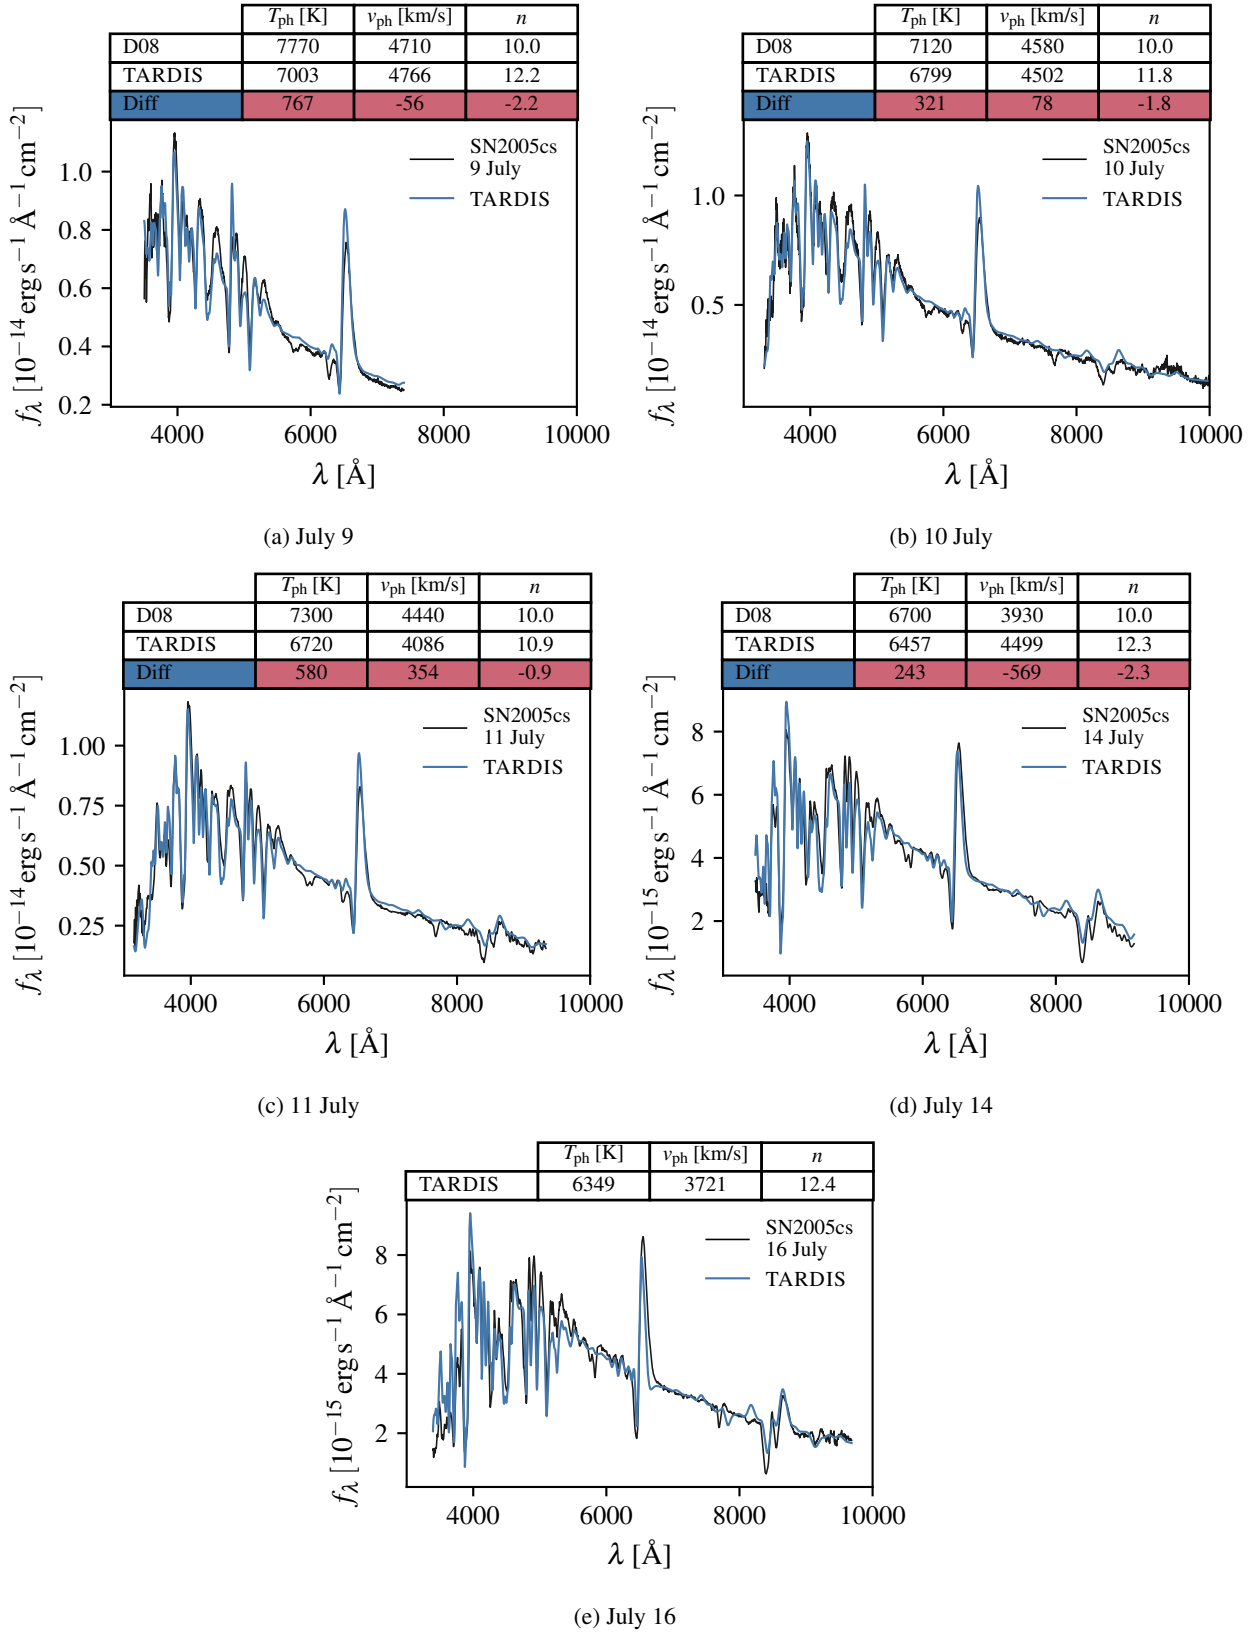 T_ph [K] v_ph [km/s] n
D08 7770 4710 10.0
TARDIS 7003 4766 12.2
Diff 767 -56 -2.2
SN2005cs
9 July
TARDIS
1.0
0.8
0.6
0.4
0.2
f_λ [10^−14 erg s^−1 Å^−1 cm^−2]
4000 6000 8000 10000
λ [Å]
(a) July 9
T_ph [K] v_ph [km/s] n
D08 7120 4580 10.0
TARDIS 6799 4502 11.8
Diff 321 78 -1.8
SN2005cs
10 July
TARDIS
1.0
0.5
f_λ [10^−14 erg s^−1 Å^−1 cm^−2]
4000 6000 8000 10000
λ [Å]
(b) 10 July
T_ph [K] v_ph [km/s] n
D08 7300 4440 10.0
TARDIS 6720 4086 10.9
Diff 580 354 -0.9
SN2005cs
11 July
TARDIS
1.00
0.75
0.50
0.25
f_λ [10^−14 erg s^−1 Å^−1 cm^−2]
4000 6000 8000 10000
λ [Å]
(c) 11 July
T_ph [K] v_ph [km/s] n
D08 6700 3930 10.0
TARDIS 6457 4499 12.3
Diff 243 -569 -2.3
SN2005cs
14 July
TARDIS
8
6
4
2
f_λ [10^−15 erg s^−1 Å^−1 cm^−2]
4000 6000 8000 10000
λ [Å]
(d) July 14
T_ph [K] v_ph [km/s] n
TARDIS 6349 3721 12.4
SN2005cs
16 July
TARDIS
8
6
4
2
f_λ [10^−15 erg s^−1 Å^−1 cm^−2]
4000 6000 8000 10000
λ [Å]
(e) July 16